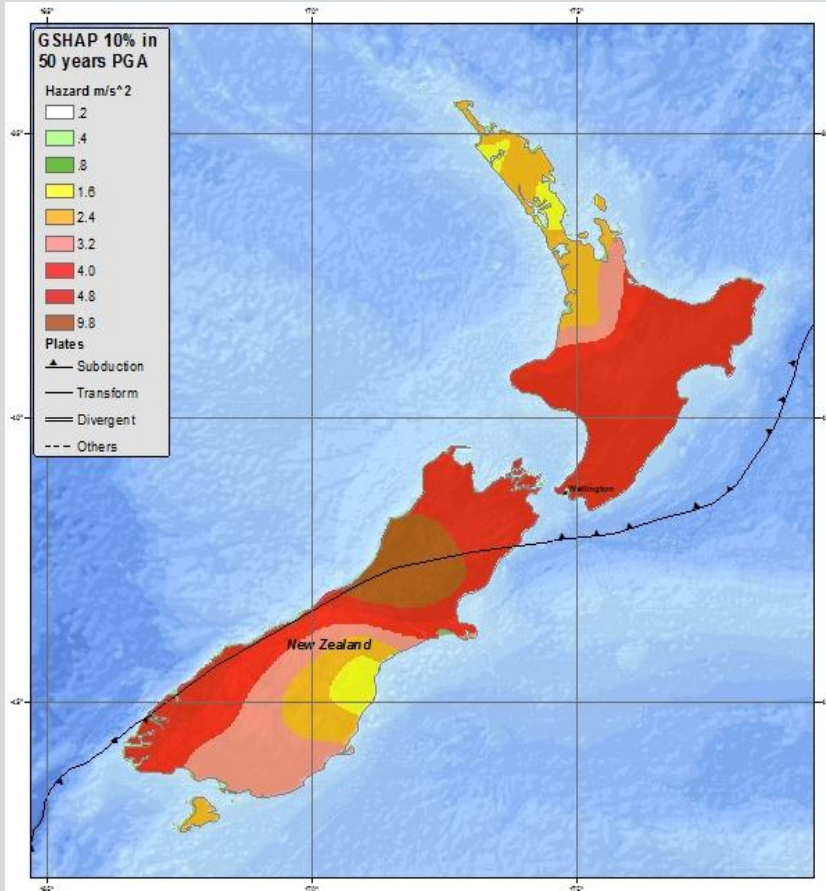 GSHAP 10% in
50 years PGA
Hazard m/s^2
.2
.4
.8
1.6
2.4
3.2
4.0
4.8
9.8
Plates
Subduction
Transform
Divergent
Others
Wellington
New Zealand